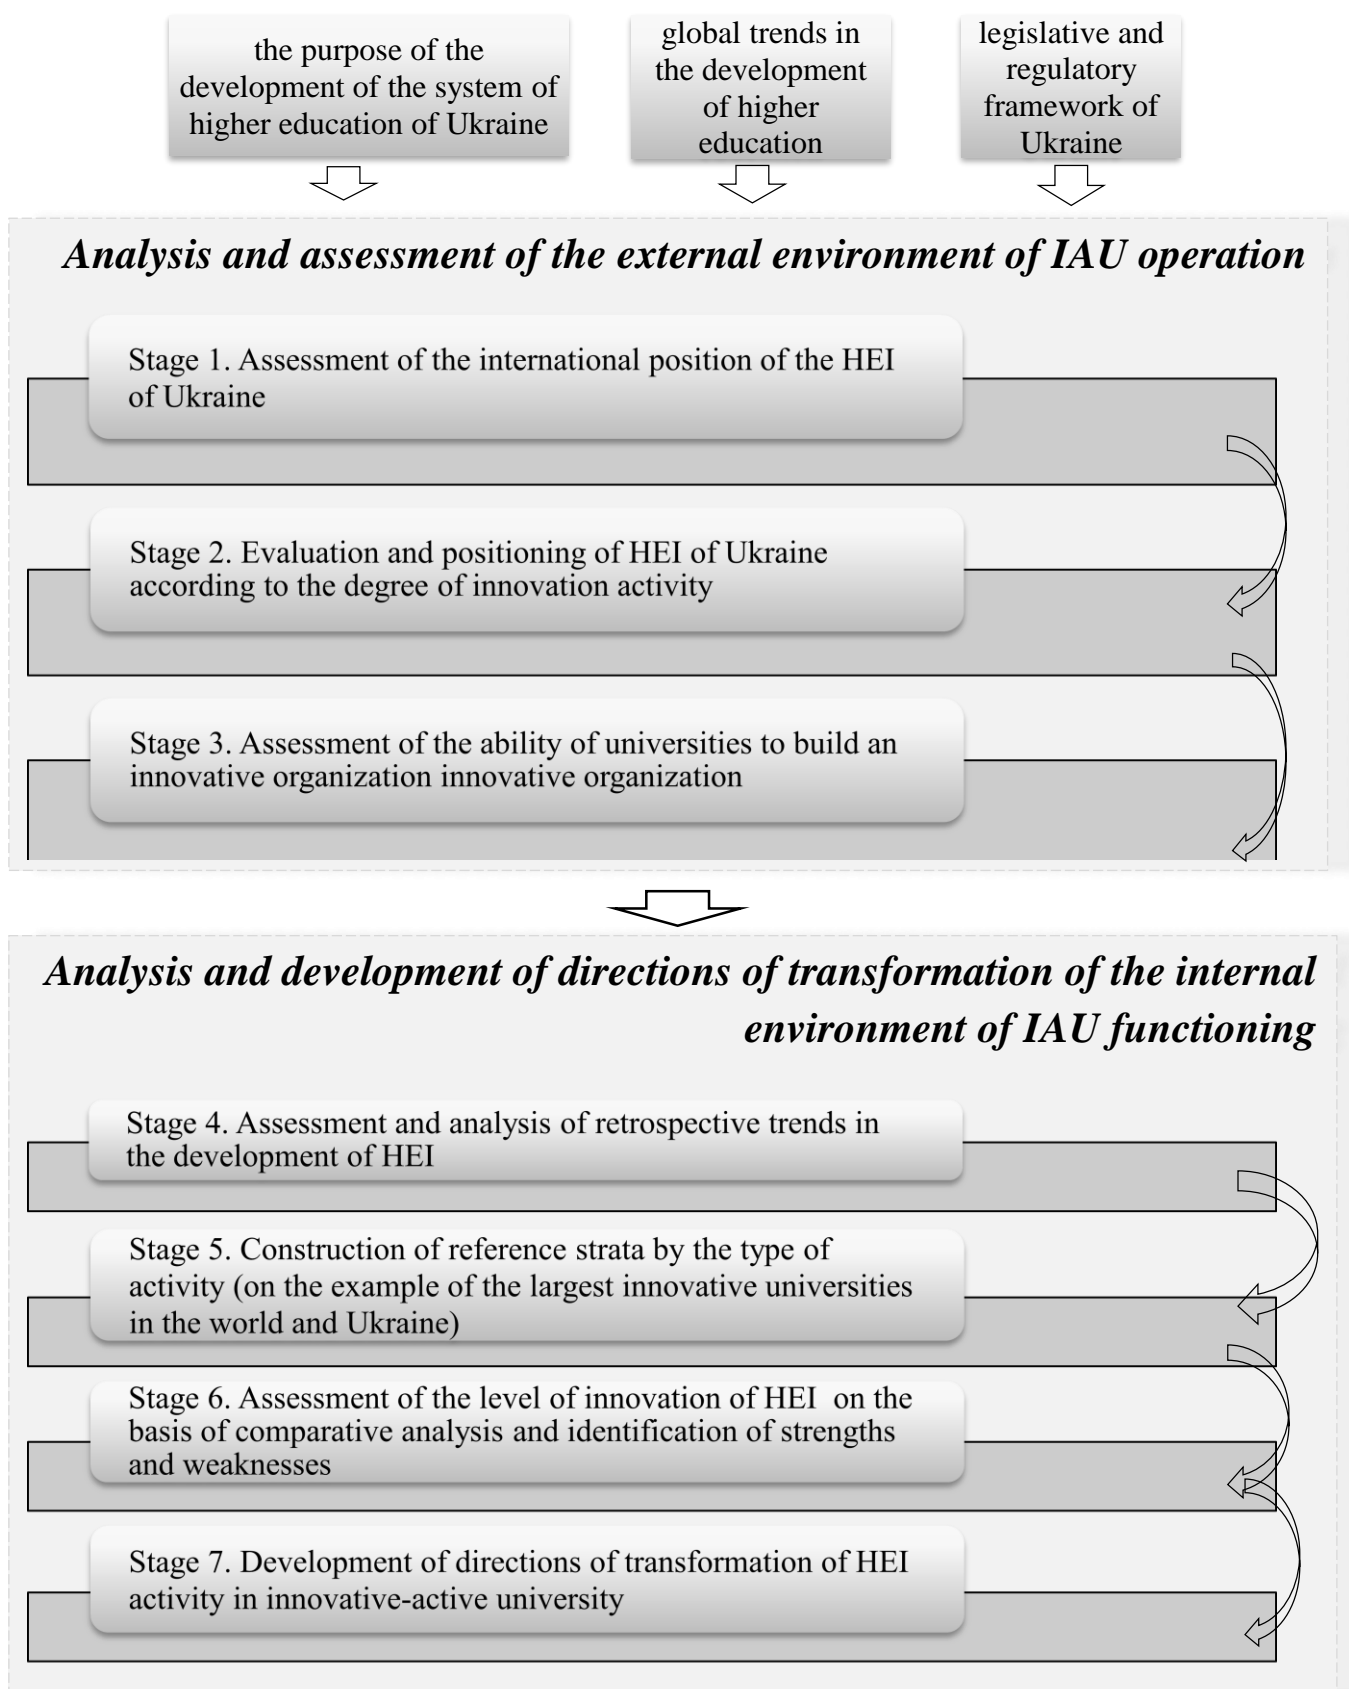 the purpose of the
development of the system of
higher education of Ukraine
global trends in
the development
of higher
education
legislative and
regulatory
framework of
Ukraine
Analysis and assessment of the external environment of IAU operation
Stage 1. Assessment of the international position of the HEI
of Ukraine
Stage 2. Evaluation and positioning of HEI of Ukraine
according to the degree of innovation activity
Stage 3. Assessment of the ability of universities to build an
innovative organization innovative organization
Analysis and development of directions of transformation of the internal
environment of IAU functioning
Stage 4. Assessment and analysis of retrospective trends in
the development of HEI
Stage 5. Construction of reference strata by the type of
activity (on the example of the largest innovative universities
in the world and Ukraine)
Stage 6. Assessment of the level of innovation of HEI  on the
basis of comparative analysis and identification of strengths
and weaknesses
Stage 7. Development of directions of transformation of HEI
activity in innovative-active university